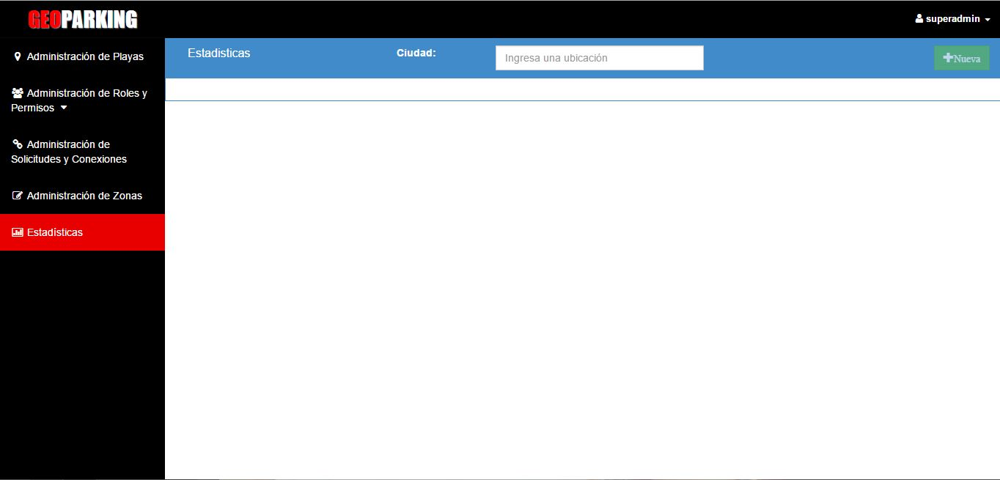 GEOPARKING
superadmin
Administración de Playas
Administración de Roles y
Permisos
Administración de
Solicitudes y Conexiones
Administración de Zonas
Estadísticas
Estadisticas
Ciudad:
Ingresa una ubicación
Nueva